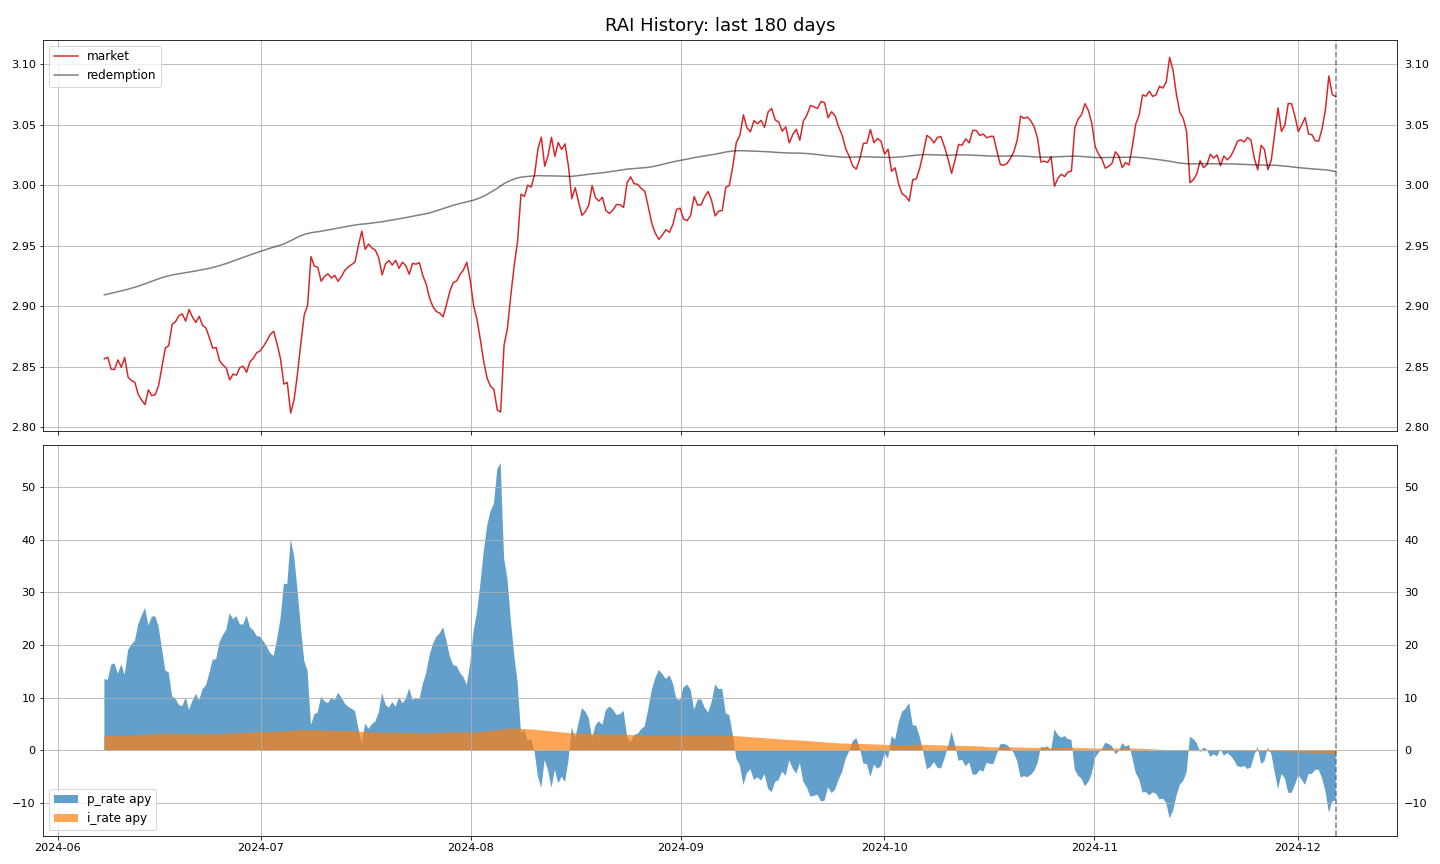 RAI History: last 180 days
market
redemption
3.10 3.10
3.05 3.05
3.00 3.00
2.95 2.95
2.90 2.90
2.85 2.85
2.80 2.80
50 50
40 40
30 30
20 20
10 10
0 0
−10 −10
p_rate apy
i_rate apy
2024-06 2024-07 2024-08 2024-09 2024-10 2024-11 2024-12